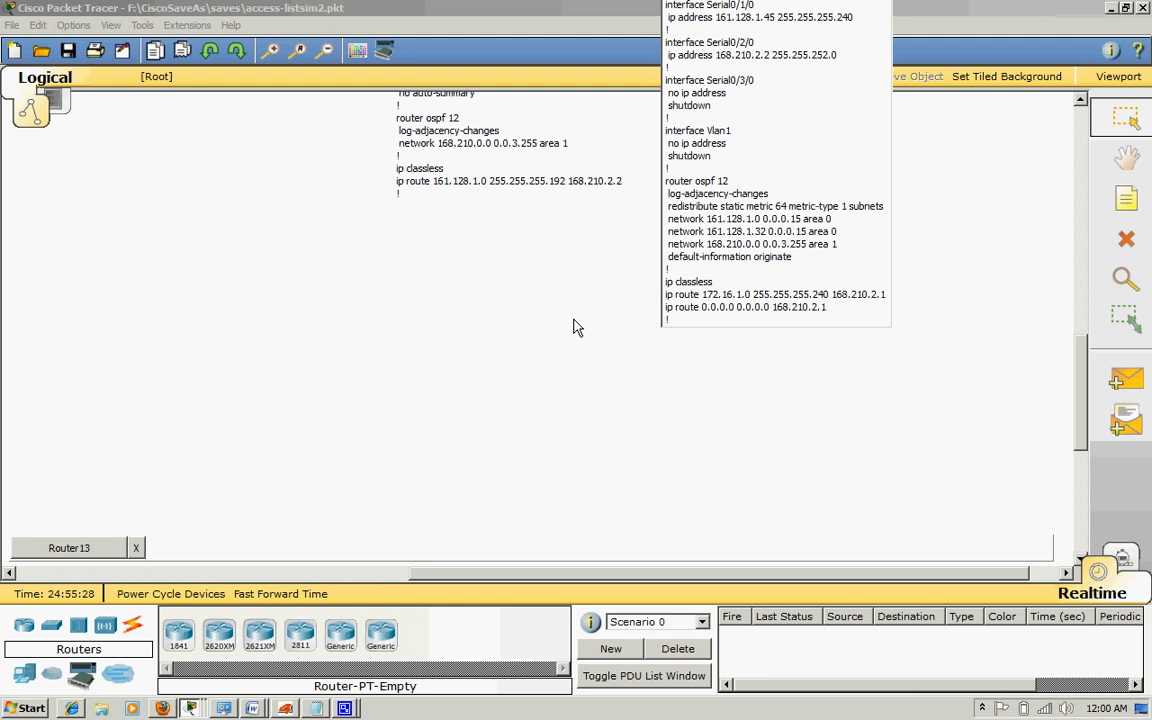 Cisco Packet Tracer - F:\CiscoSaveAs\saves\access-listsim2.pkt
File Edit Options View Tools Extensions Help
Logical [Root] Set Tiled Background Viewport
ve Object
no auto-summary
!
router ospf 12
log-adjacency-changes
network 168.210.0.0 0.0.3.255 area 1
!
ip classless
ip route 161.128.1.0 255.255.255.192 168.210.2.2
!
interface Serial0/1/0
ip address 161.128.1.45 255.255.255.240
!
interface Serial0/2/0
ip address 168.210.2.2 255.255.252.0
!
interface Serial0/3/0
no ip address
shutdown
!
interface Vlan1
no ip address
shutdown
!
router ospf 12
log-adjacency-changes
redistribute static metric 64 metric-type 1 subnets
network 161.128.1.0 0.0.0.15 area 0
network 161.128.1.32 0.0.0.15 area 0
network 168.210.0.0 0.0.3.255 area 1
default-information originate
!
ip classless
ip route 172.16.1.0 255.255.255.240 168.210.2.1
ip route 0.0.0.0 0.0.0.0 168.210.2.1
!
Router13 X
Time: 24:55:28 Power Cycle Devices Fast Forward Time Realtime
Routers
1841 2620XM 2621XM 2811 Generic Generic
Router-PT-Empty
Scenario 0
New Delete
Toggle PDU List Window
Fire Last Status Source Destination Type Color Time (sec) Periodic
Start 12:00 AM